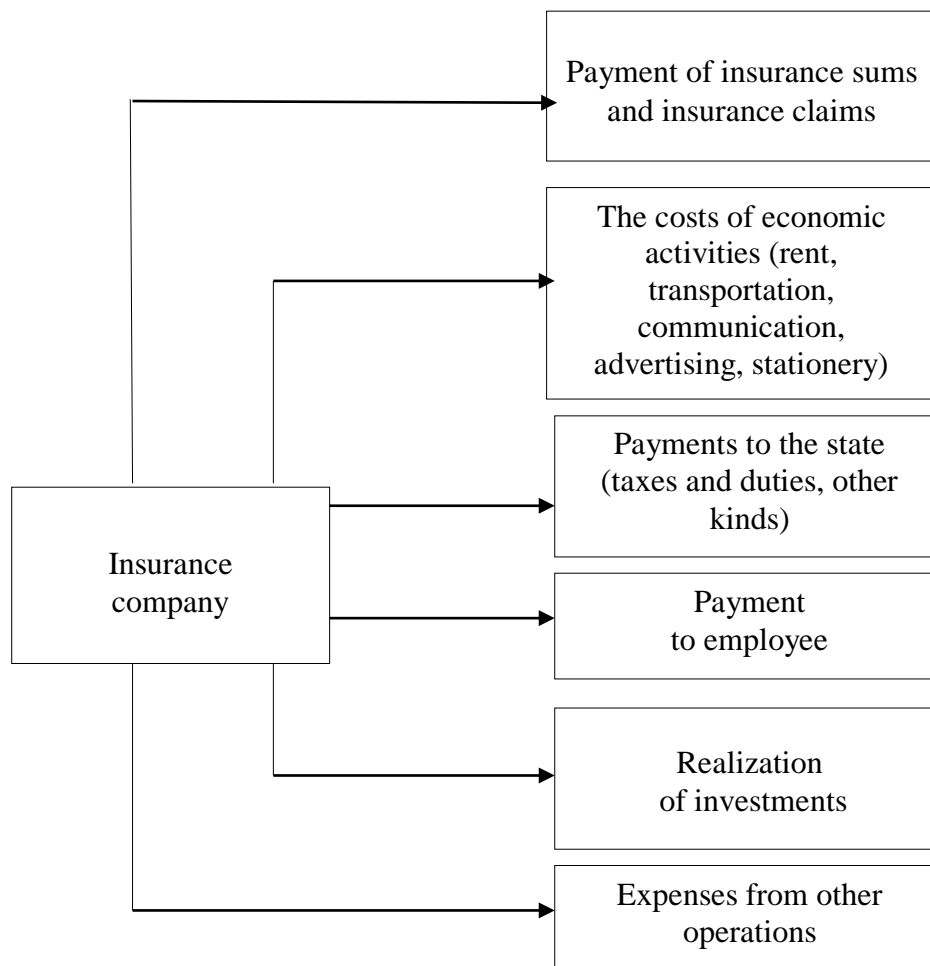 Payment of insurance sums
and insurance claims
The costs of economic
activities (rent,
transportation,
communication,
advertising, stationery)
Payments to the state
(taxes and duties, other
kinds)
Insurance
company
Payment
to employee
Realization
of investments
Expenses from other
operations